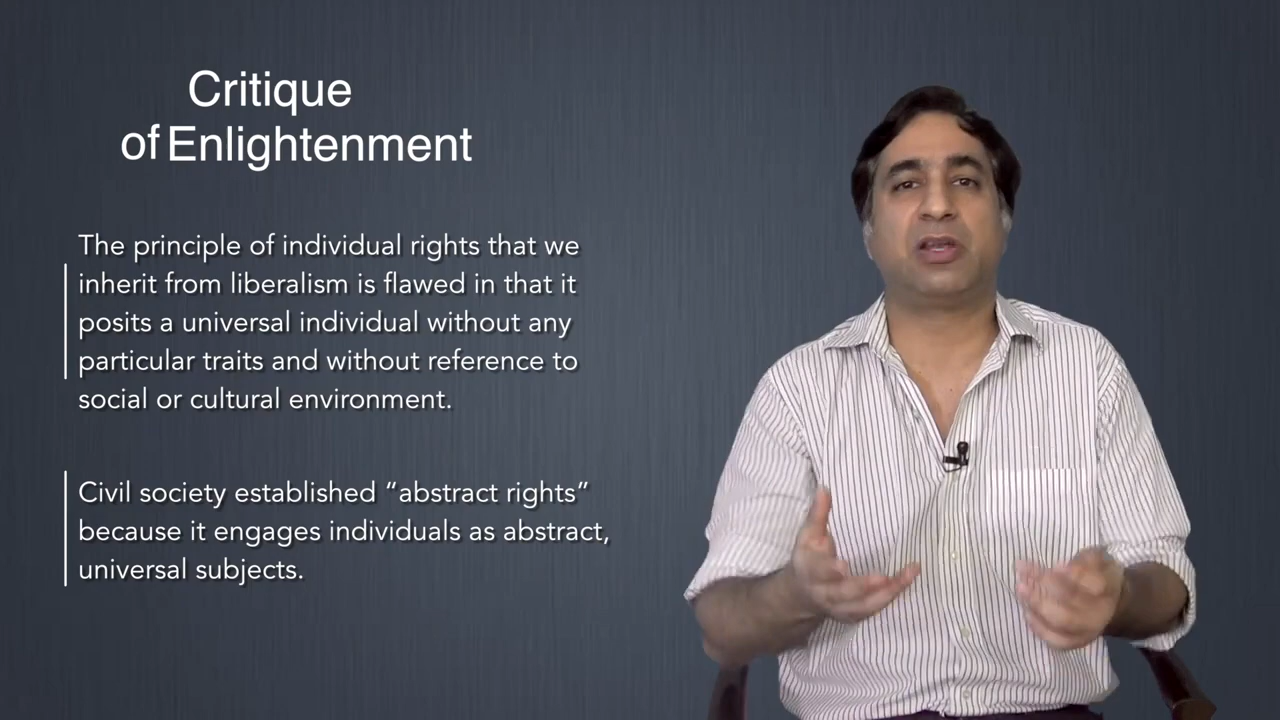 Critique
of Enlightenment
The principle of individual rights that we
inherit from liberalism is flawed in that it
posits a universal individual without any
particular traits and without reference to
social or cultural environment.
Civil society established “abstract rights”
because it engages individuals as abstract,
universal subjects.